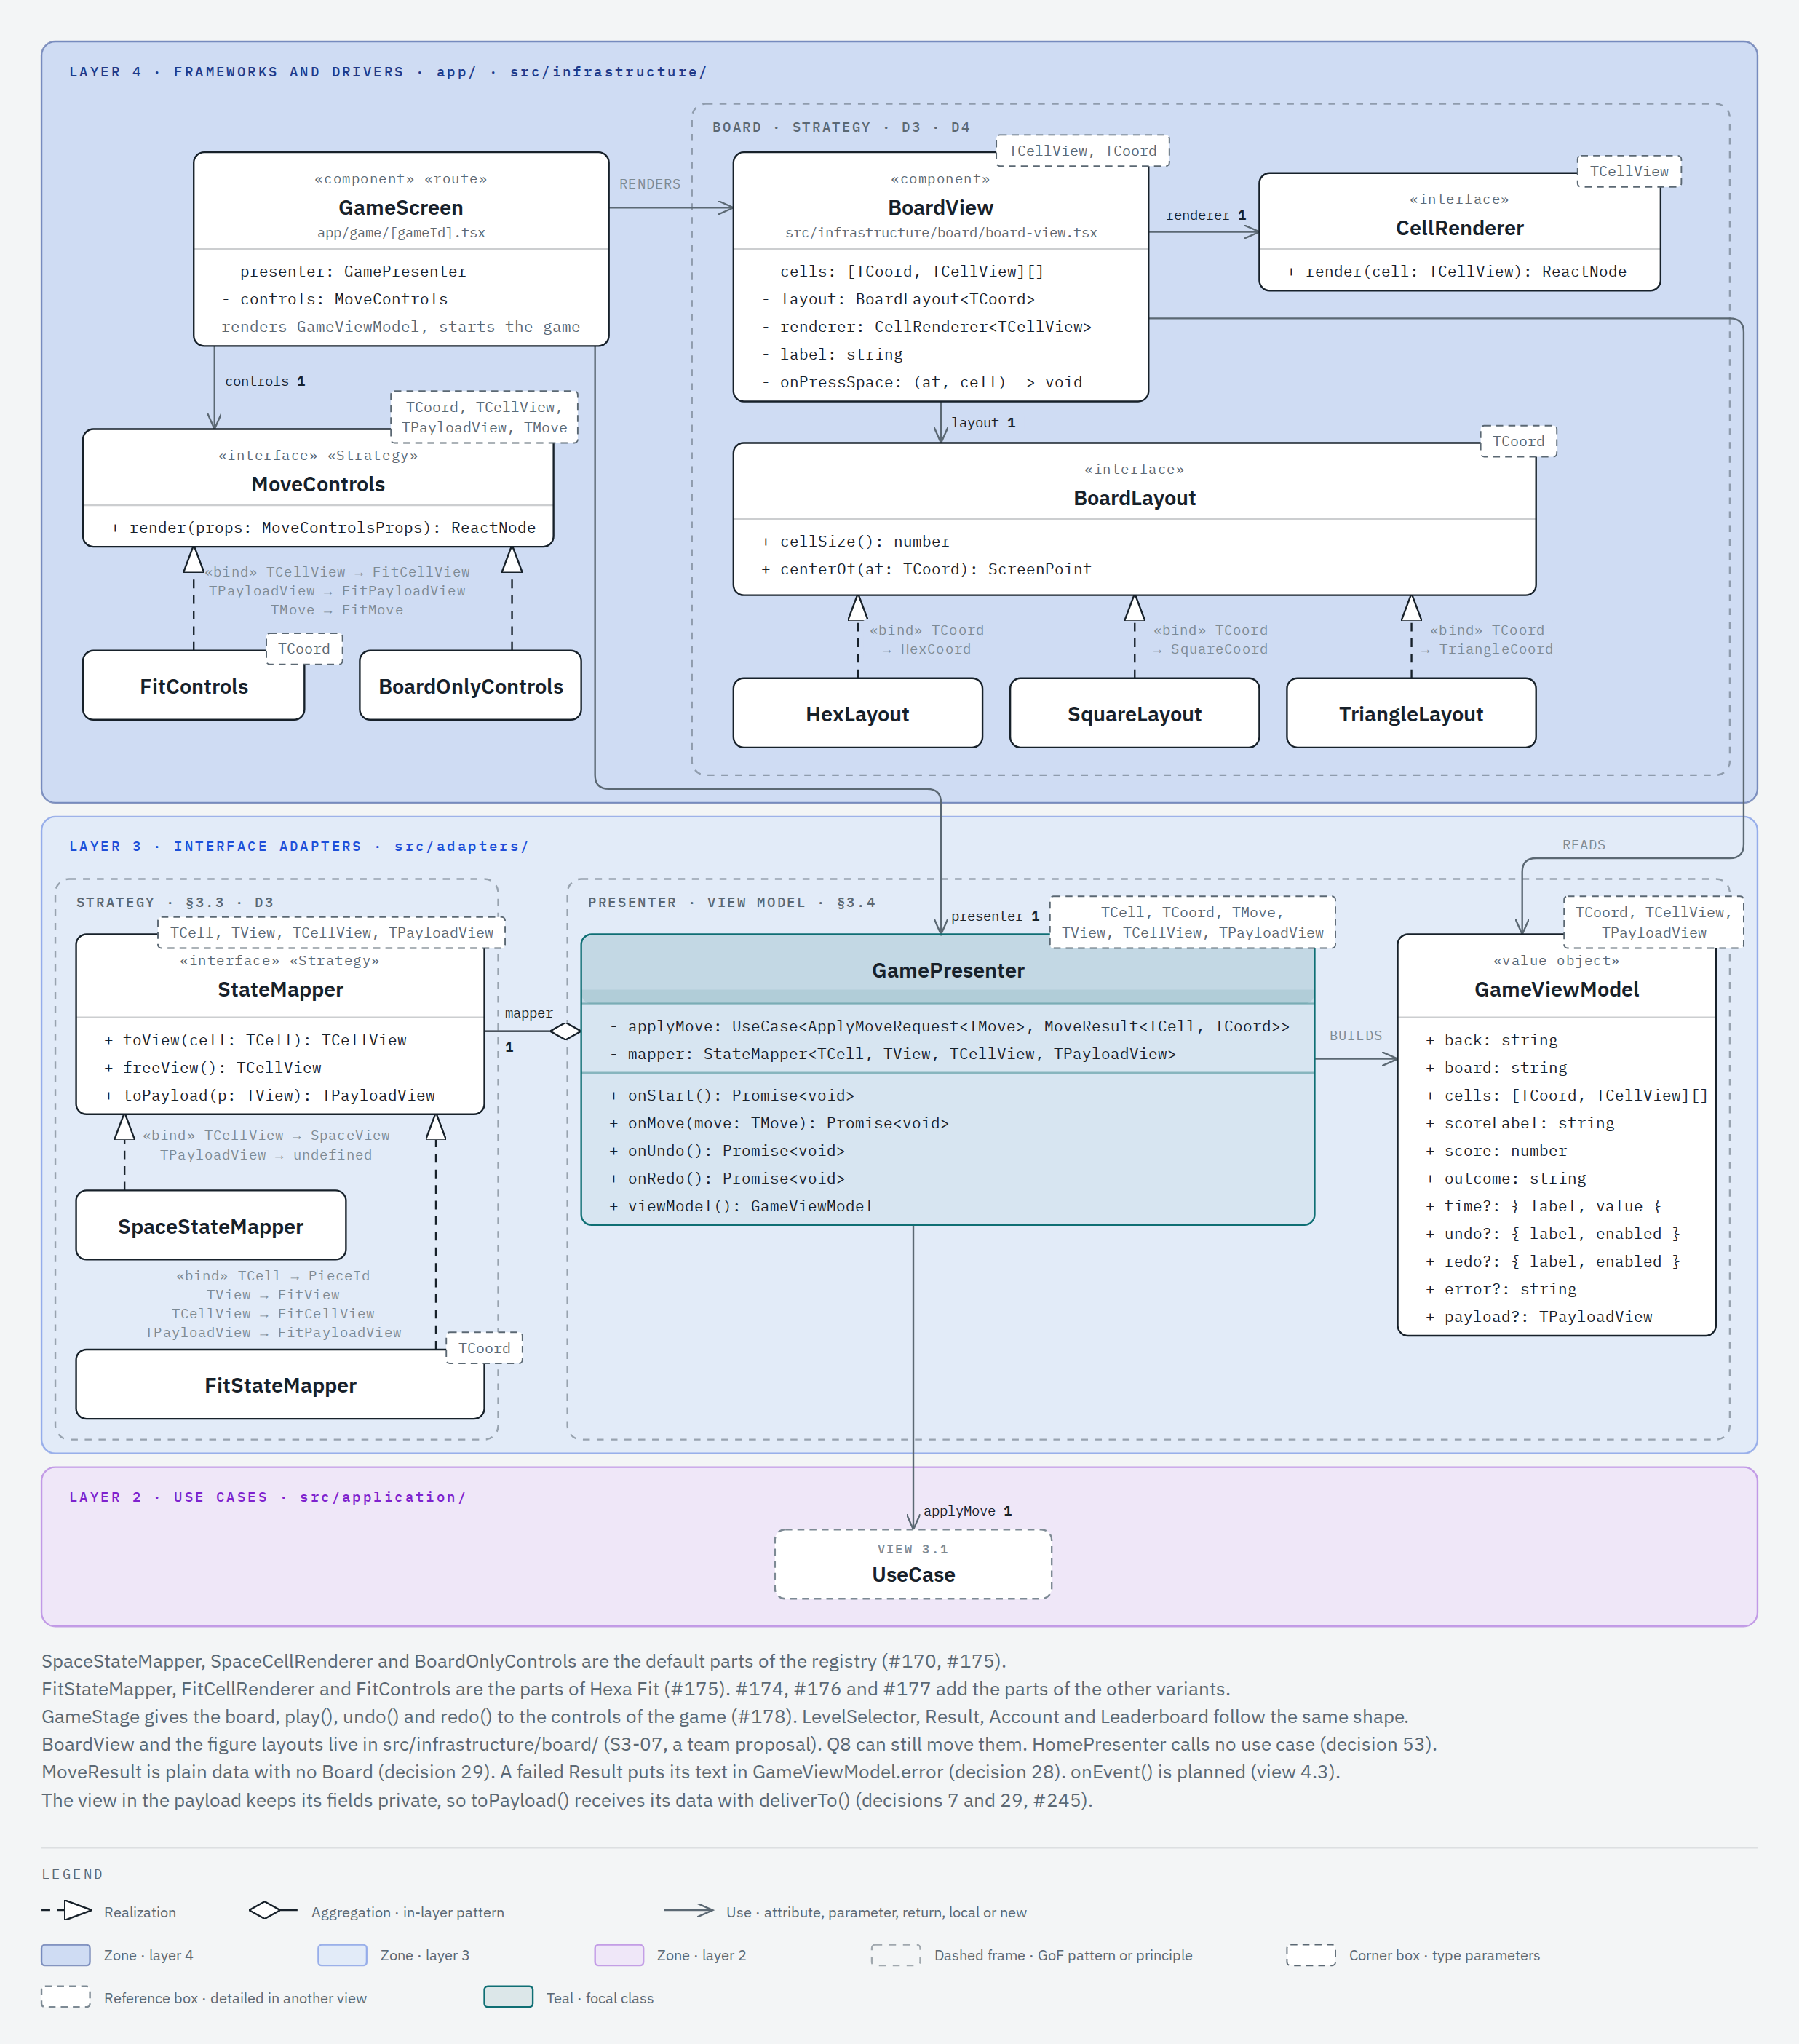 LAYER 4 · FRAMEWORKS AND DRIVERS · app/ · src/infrastructure/
BOARD · STRATEGY · D3 · D4
«component» «route»
GameScreen
app/game/[gameId].tsx
- presenter: GamePresenter
- controls: MoveControls
renders GameViewModel, starts the game
RENDERS
TCellView, TCoord
«component»
BoardView
src/infrastructure/board/board-view.tsx
- cells: [TCoord, TCellView][]
- layout: BoardLayout<TCoord>
- renderer: CellRenderer<TCellView>
- label: string
- onPressSpace: (at, cell) => void
renderer 1
TCellView
«interface»
CellRenderer
+ render(cell: TCellView): ReactNode
controls 1
TCoord, TCellView,
TPayloadView, TMove
«interface» «Strategy»
MoveControls
+ render(props: MoveControlsProps): ReactNode
«bind» TCellView → FitCellView
TPayloadView → FitPayloadView
TMove → FitMove
TCoord
FitControls
BoardOnlyControls
layout 1
TCoord
«interface»
BoardLayout
+ cellSize(): number
+ centerOf(at: TCoord): ScreenPoint
«bind» TCoord
→ HexCoord
«bind» TCoord
→ SquareCoord
«bind» TCoord
→ TriangleCoord
HexLayout
SquareLayout
TriangleLayout
LAYER 3 · INTERFACE ADAPTERS · src/adapters/
READS
STRATEGY · §3.3 · D3
TCell, TView, TCellView, TPayloadView
«interface» «Strategy»
StateMapper
+ toView(cell: TCell): TCellView
+ freeView(): TCellView
+ toPayload(p: TView): TPayloadView
«bind» TCellView → SpaceView
TPayloadView → undefined
SpaceStateMapper
«bind» TCell → PieceId
TView → FitView
TCellView → FitCellView
TPayloadView → FitPayloadView
TCoord
FitStateMapper
mapper
1
PRESENTER · VIEW MODEL · §3.4
presenter 1
TCell, TCoord, TMove,
TView, TCellView, TPayloadView
GamePresenter
- applyMove: UseCase<ApplyMoveRequest<TMove>, MoveResult<TCell, TCoord>>
- mapper: StateMapper<TCell, TView, TCellView, TPayloadView>
+ onStart(): Promise<void>
+ onMove(move: TMove): Promise<void>
+ onUndo(): Promise<void>
+ onRedo(): Promise<void>
+ viewModel(): GameViewModel
BUILDS
TCoord, TCellView,
TPayloadView
«value object»
GameViewModel
+ back: string
+ board: string
+ cells: [TCoord, TCellView][]
+ scoreLabel: string
+ score: number
+ outcome: string
+ time?: { label, value }
+ undo?: { label, enabled }
+ redo?: { label, enabled }
+ error?: string
+ payload?: TPayloadView
LAYER 2 · USE CASES · src/application/
applyMove 1
VIEW 3.1
UseCase
SpaceStateMapper, SpaceCellRenderer and BoardOnlyControls are the default parts of the registry (#170, #175).
FitStateMapper, FitCellRenderer and FitControls are the parts of Hexa Fit (#175). #174, #176 and #177 add the parts of the other variants.
GameStage gives the board, play(), undo() and redo() to the controls of the game (#178). LevelSelector, Result, Account and Leaderboard follow the same shape.
BoardView and the figure layouts live in src/infrastructure/board/ (S3-07, a team proposal). Q8 can still move them. HomePresenter calls no use case (decision 53).
MoveResult is plain data with no Board (decision 29). A failed Result puts its text in GameViewModel.error (decision 28). onEvent() is planned (view 4.3).
The view in the payload keeps its fields private, so toPayload() receives its data with deliverTo() (decisions 7 and 29, #245).
LEGEND
Realization
Aggregation · in-layer pattern
Use · attribute, parameter, return, local or new
Zone · layer 4
Zone · layer 3
Zone · layer 2
Dashed frame · GoF pattern or principle
Corner box · type parameters
Reference box · detailed in another view
Teal · focal class